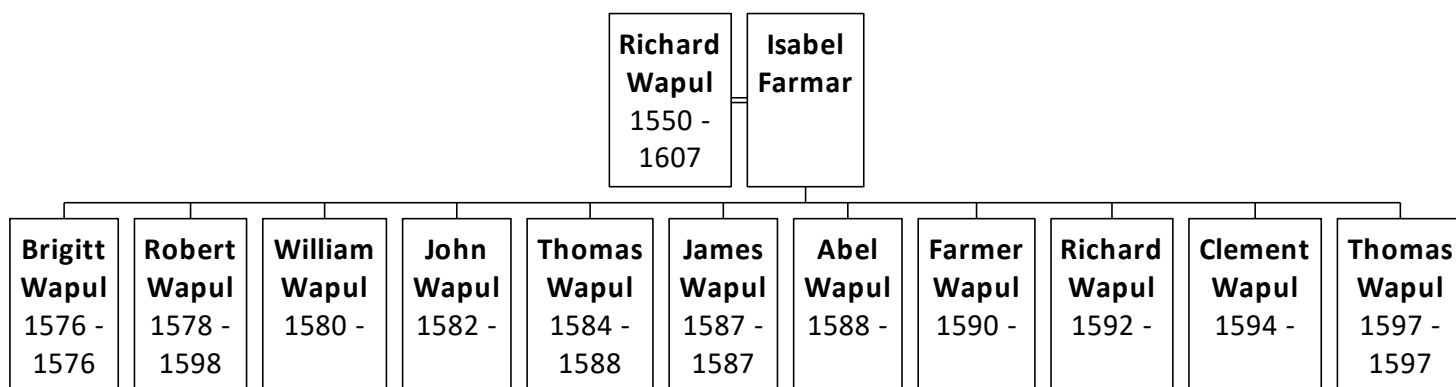 Richard Wapul 1550 - 1607
Isabel Farmar
Brigitt Wapul 1576 - 1576
Robert Wapul 1578 - 1598
William Wapul 1580 -
John Wapul 1582 -
Thomas Wapul 1584 - 1588
James Wapul 1587 - 1587
Abel Wapul 1588 -
Farmer Wapul 1590 -
Richard Wapul 1592 -
Clement Wapul 1594 -
Thomas Wapul 1597 - 1597